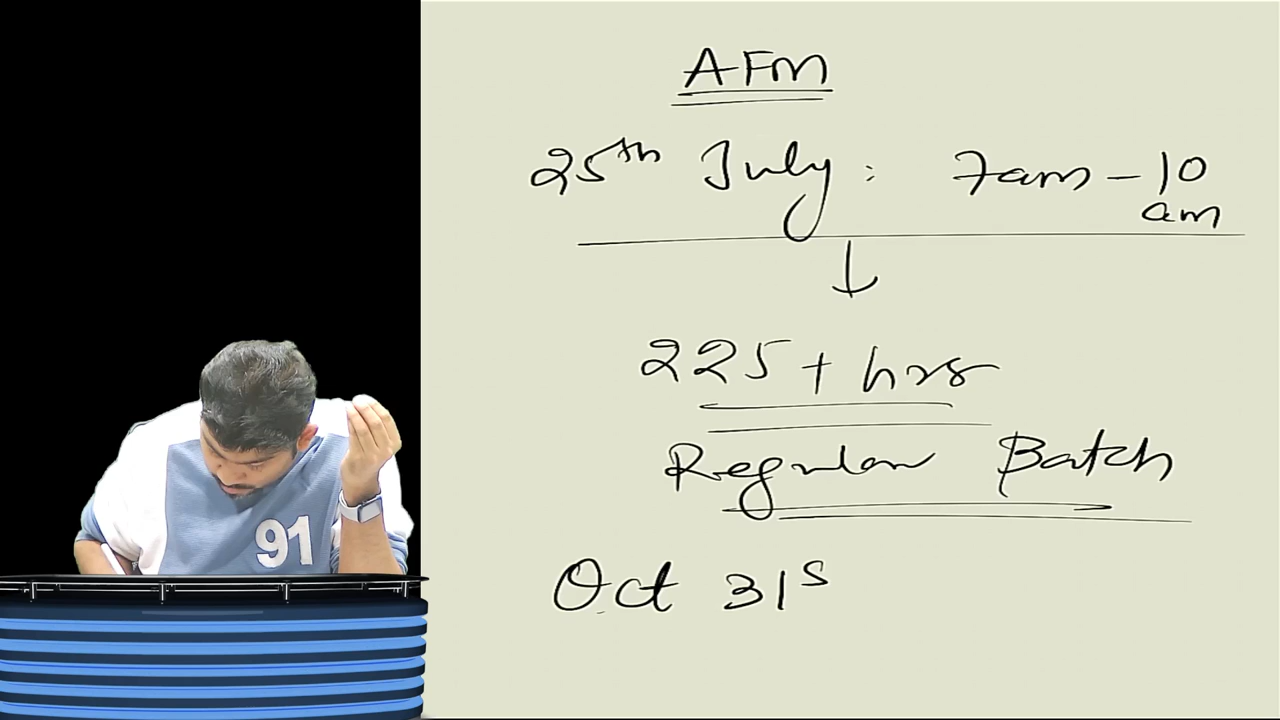 AFM
25th July : 7am - 10
am
225 + hrs
Regular Batch
Oct 31s
91